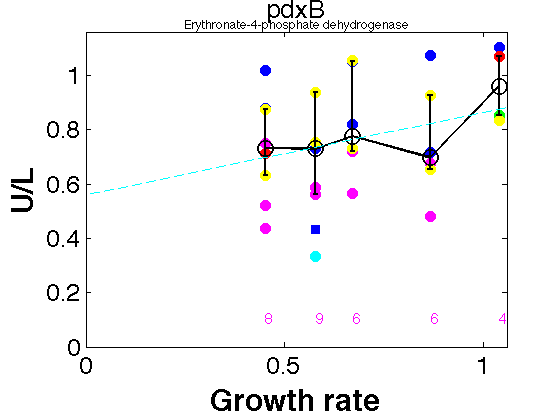 pdxB
Erythronate-4-phosphate dehydrogenase
1
0.8
0.6
0.4
0.2
0
U/L
8 9 6 6 4
0 0.5 1
Growth rate